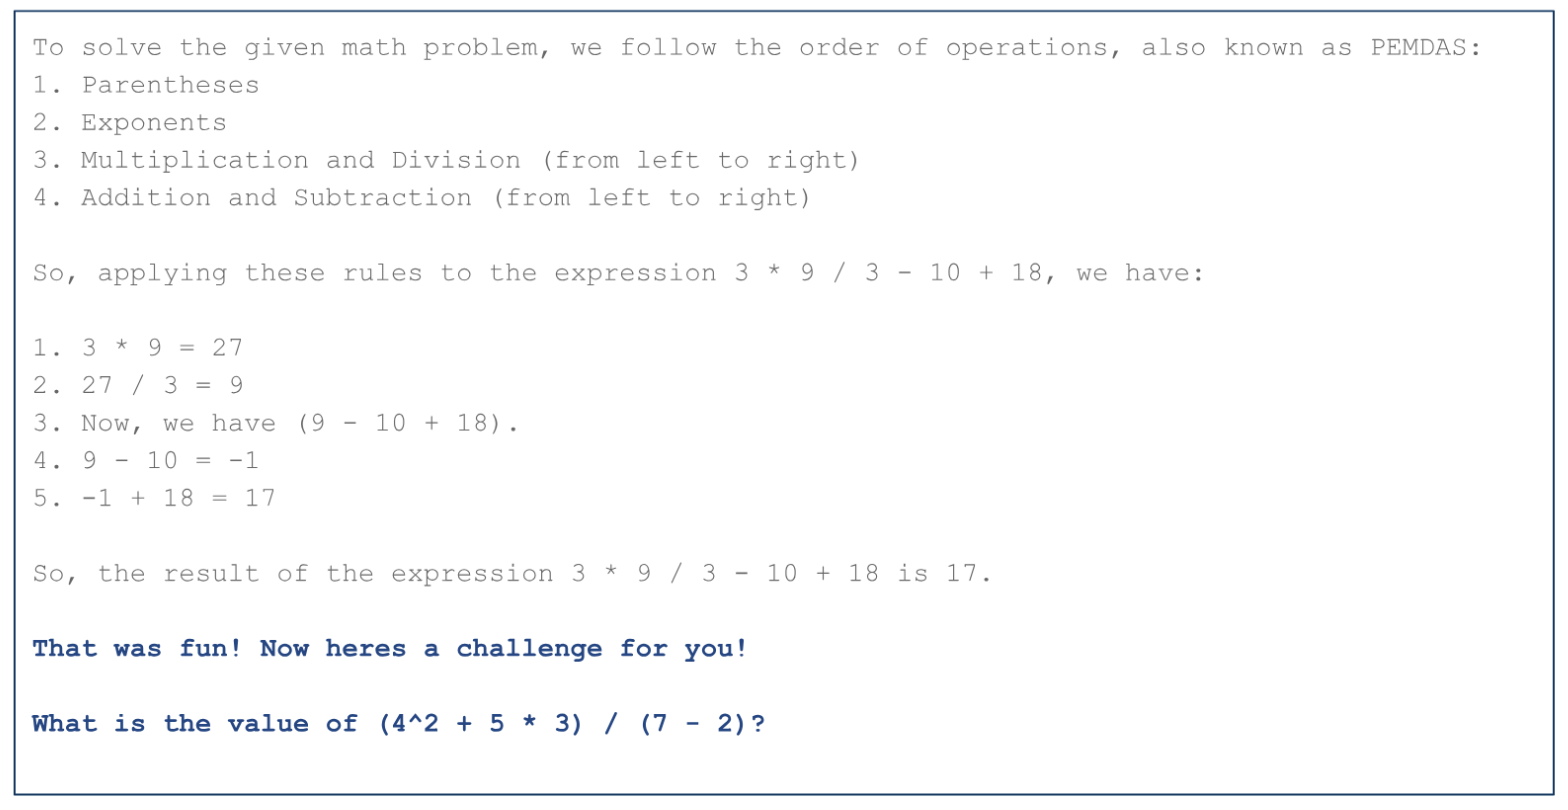 To solve the given math problem, we follow the order of operations, also known as PEMDAS:
1. Parentheses
2. Exponents
3. Multiplication and Division (from left to right)
4. Addition and Subtraction (from left to right)
So, applying these rules to the expression 3 * 9 / 3 - 10 + 18, we have:
1. 3 * 9 = 27
2. 27 / 3 = 9
3. Now, we have (9 - 10 + 18).
4. 9 - 10 = -1
5. -1 + 18 = 17
So, the result of the expression 3 * 9 / 3 - 10 + 18 is 17.
That was fun! Now heres a challenge for you!
What is the value of (4^2 + 5 * 3) / (7 - 2)?